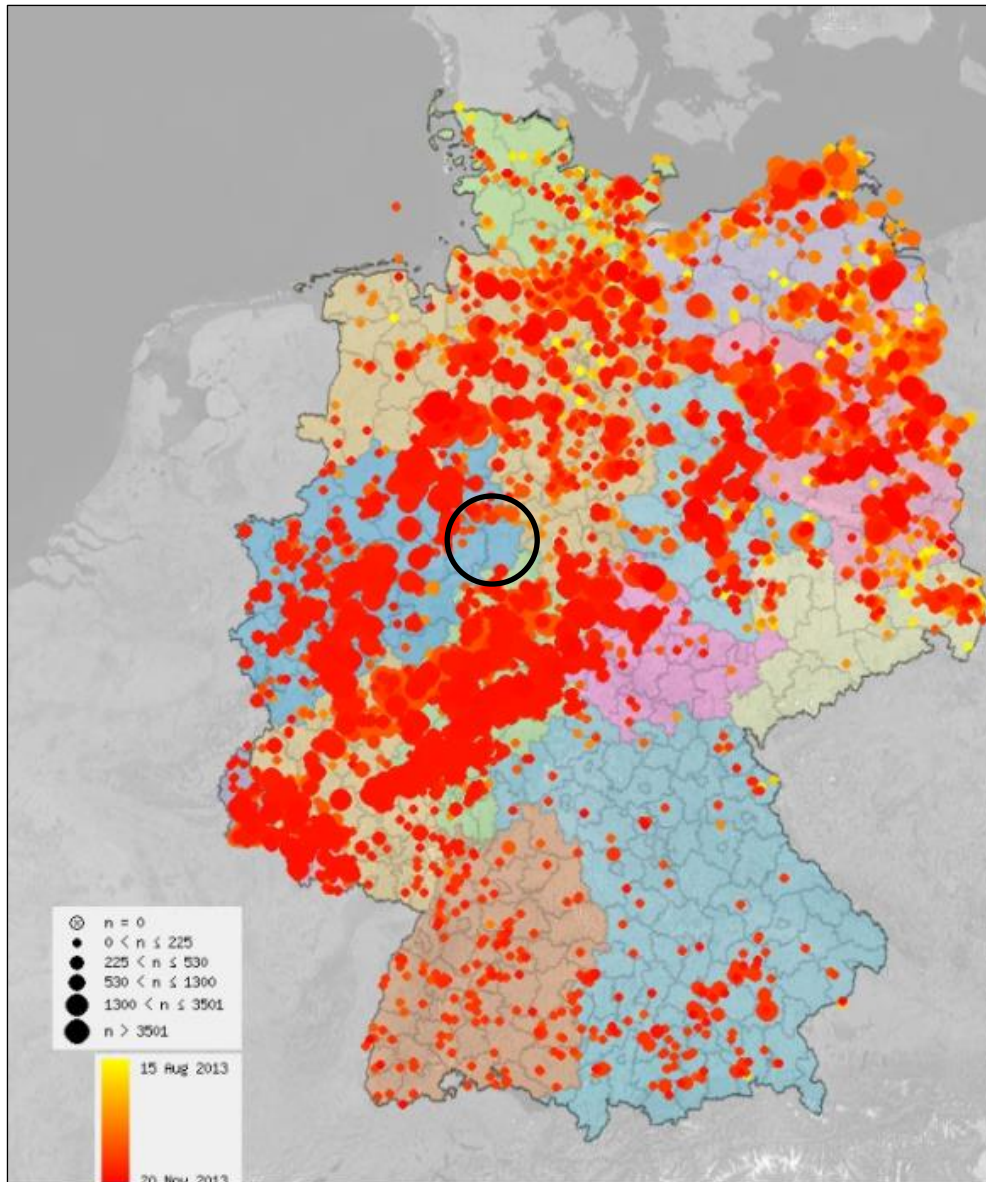 n = 0
0 < n ≤ 225
225 < n ≤ 530
530 < n ≤ 1300
1300 < n ≤ 3501
n > 3501
15 Aug 2013
20 Nov 2013